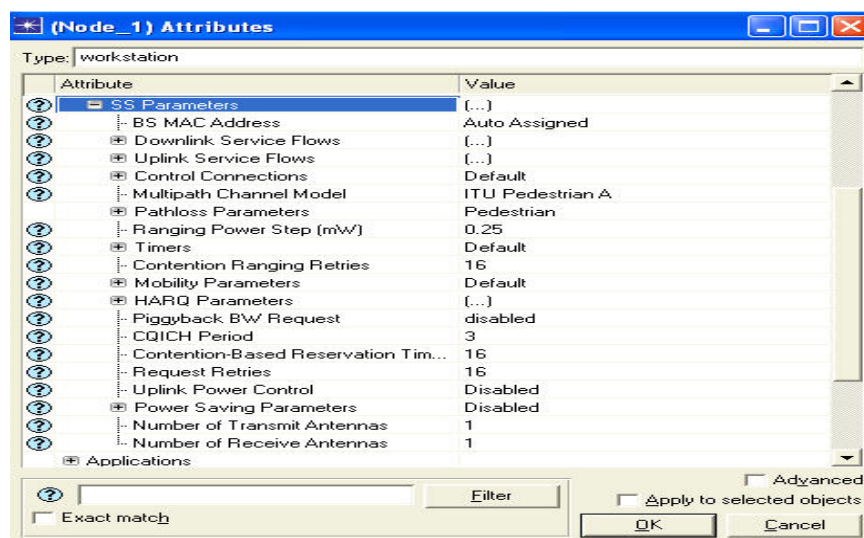 (Node_1) Attributes
Type: workstation
Attribute Value
SS Parameters (...)
BS MAC Address Auto Assigned
Downlink Service Flows (...)
Uplink Service Flows (...)
Control Connections Default
Multipath Channel Model ITU Pedestrian A
Pathloss Parameters Pedestrian
Ranging Power Step (mW) 0.25
Timers Default
Contention Ranging Retries 16
Mobility Parameters Default
HARQ Parameters (...)
Piggyback BW Request disabled
CQICH Period 3
Contention-Based Reservation Tim... 16
Request Retries 16
Uplink Power Control Disabled
Power Saving Parameters Disabled
Number of Transmit Antennas 1
Number of Receive Antennas 1
Applications
Advanced
Filter
Apply to selected objects
Exact match
OK Cancel